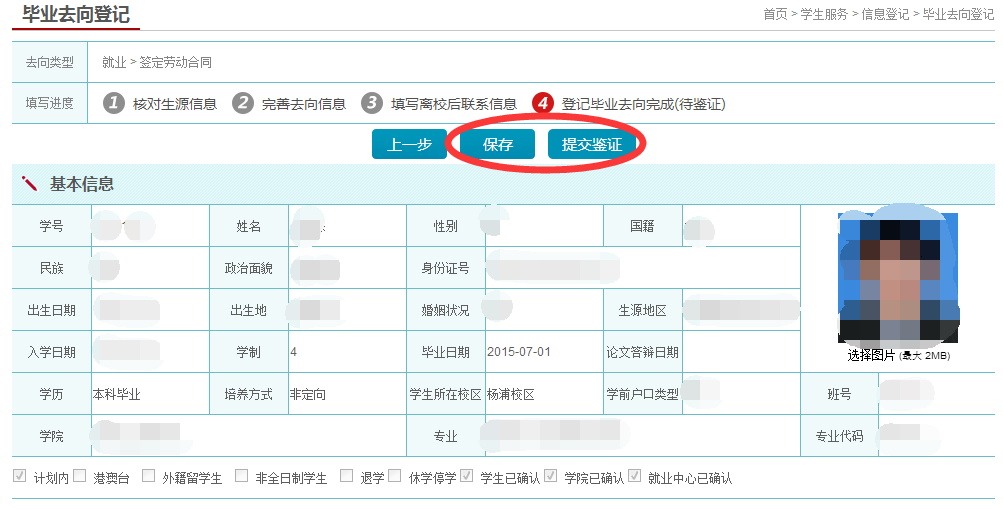 毕业去向登记
首页 > 学生服务 > 信息登记 > 毕业去向登记
去向类型 就业 > 签定劳动合同
填写进度 1 核对生源信息 2 完善去向信息 3 填写离校后联系信息 4 登记毕业去向完成(待鉴证)
上一步 保存 提交鉴证
基本信息
学号 姓名 性别 国籍
民族 政治面貌 身份证号
出生日期 出生地 婚姻状况 生源地区
入学日期 学制 4 毕业日期 2015-07-01 论文答辩日期
选择图片 (最大 2MB)
学历 本科毕业 培养方式 非定向 学生所在校区 杨浦校区 学前户口类型 班号
学院 专业 专业代码
计划内 港澳台 外籍留学生 非全日制学生 退学 休学停学 学生已确认 学院已确认 就业中心已确认